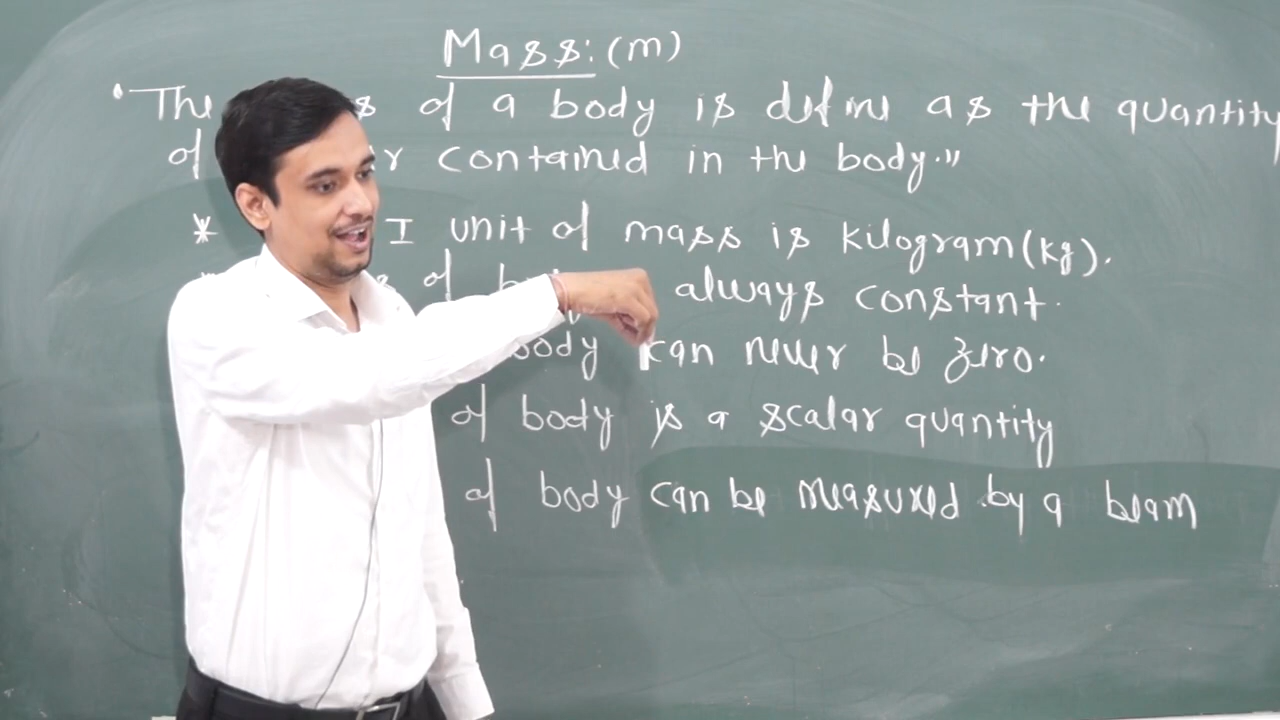 Mass: (m)
"The of a body is define as the quantity
of contained in the body."
* I unit of mass is kilogram (kg).
of always constant.
body can never be zero.
of body is a scalar quantity
of body can be measured by a beam